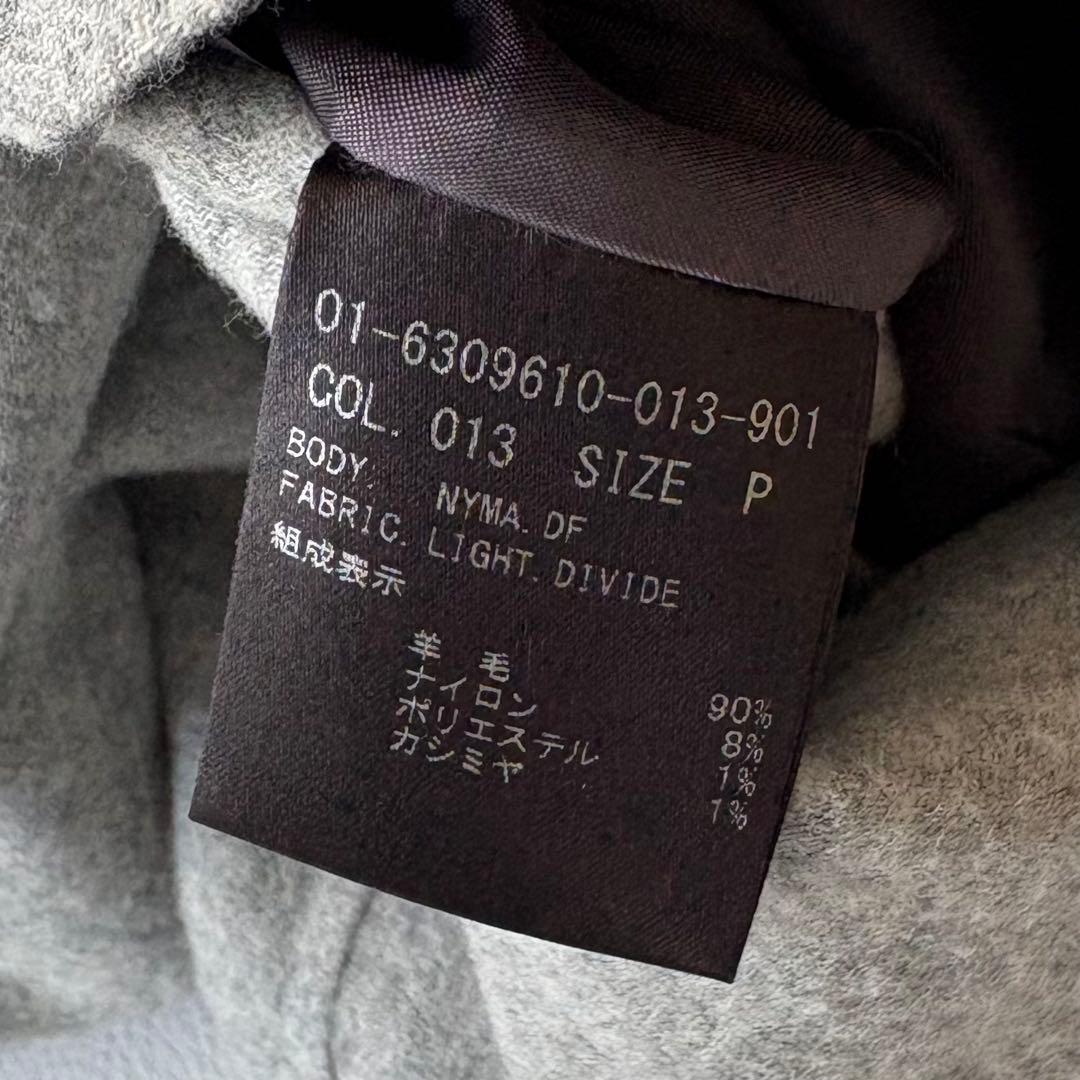 01-6309610-013-901
COL. 013 SIZE P
BODY. NYMA. DF
FABRIC. LIGHT. DIVIDE
組成表示
羊 毛 90%
ナイロン 8%
ポリエステル 1%
カシミヤ 1%